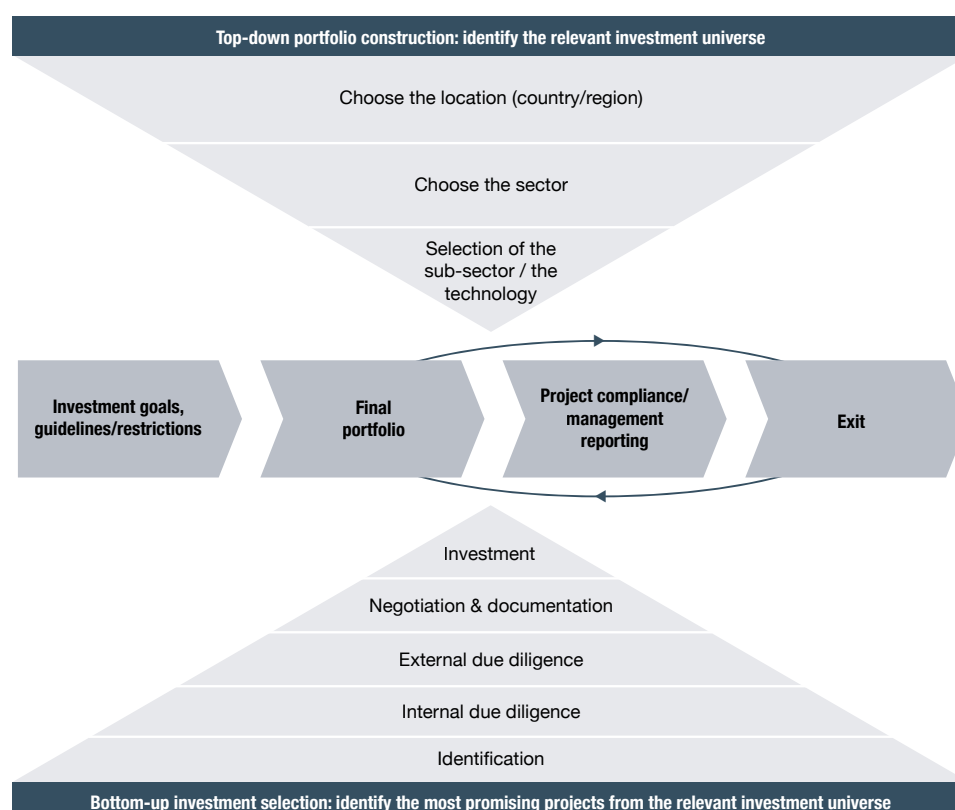 Top-down portfolio construction: identify the relevant investment universe
Choose the location (country/region)
Choose the sector
Selection of the
sub-sector / the
technology
Investment goals,
guidelines/restrictions
Final
portfolio
Project compliance/
management
reporting
Exit
Investment
Negotiation & documentation
External due diligence
Internal due diligence
Identification
Bottom-up investment selection: identify the most promising projects from the relevant investment universe